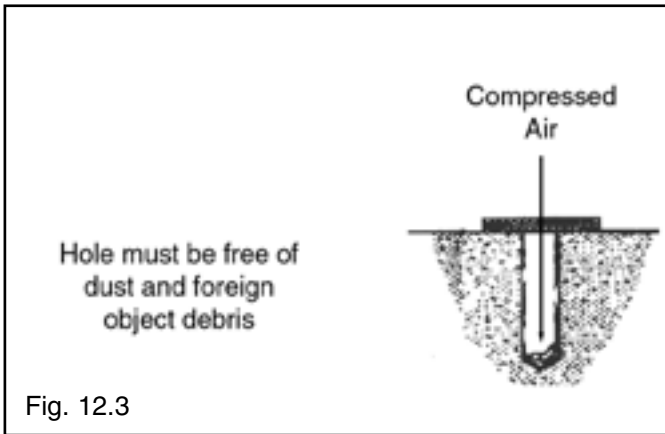 Compressed
Air
Hole must be free of
dust and foreign
object debris
Fig. 12.3